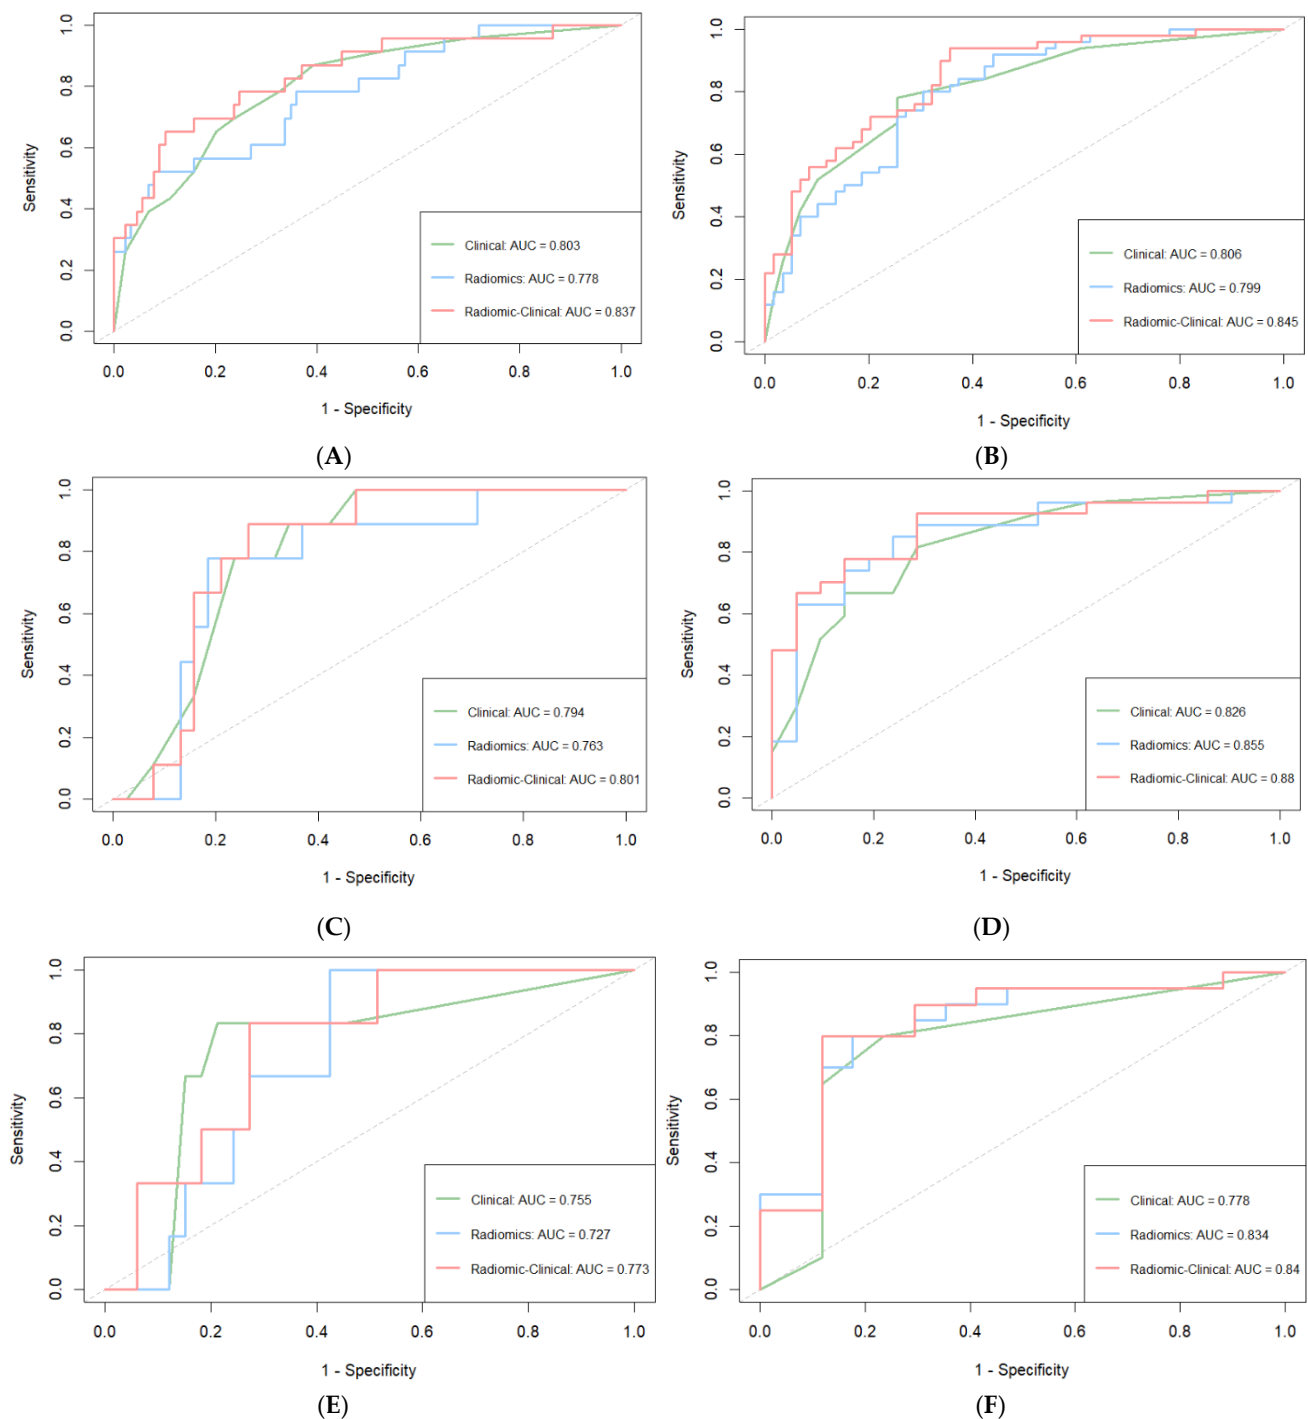 1.0
0.8
0.6
0.4
0.2
0.0
Sensitivity
Clinical: AUC = 0.803
Radiomics: AUC = 0.778
Radiomic-Clinical: AUC = 0.837
0.0 0.2 0.4 0.6 0.8 1.0
1 - Specificity
(A)
1.0
0.8
0.6
0.4
0.2
0.0
Sensitivity
Clinical: AUC = 0.806
Radiomics: AUC = 0.799
Radiomic-Clinical: AUC = 0.845
0.0 0.2 0.4 0.6 0.8 1.0
1 - Specificity
(B)
1.0
0.8
0.6
0.4
0.2
0.0
Sensitivity
Clinical: AUC = 0.794
Radiomics: AUC = 0.763
Radiomic-Clinical: AUC = 0.801
0.0 0.2 0.4 0.6 0.8 1.0
1 - Specificity
(C)
1.0
0.8
0.6
0.4
0.2
0.0
Sensitivity
Clinical: AUC = 0.826
Radiomics: AUC = 0.855
Radiomic-Clinical: AUC = 0.88
0.0 0.2 0.4 0.6 0.8 1.0
1 - Specificity
(D)
1.0
0.8
0.6
0.4
0.2
0.0
Sensitivity
Clinical: AUC = 0.755
Radiomics: AUC = 0.727
Radiomic-Clinical: AUC = 0.773
0.0 0.2 0.4 0.6 0.8 1.0
1 - Specificity
(E)
1.0
0.8
0.6
0.4
0.2
0.0
Sensitivity
Clinical: AUC = 0.778
Radiomics: AUC = 0.834
Radiomic-Clinical: AUC = 0.84
0.0 0.2 0.4 0.6 0.8 1.0
1 - Specificity
(F)